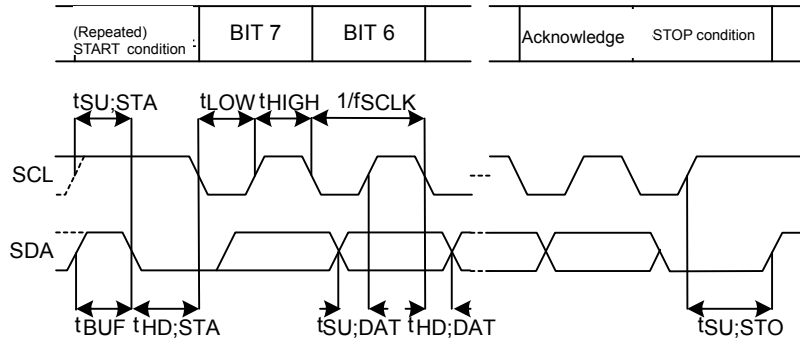 (Repeated)
START condition
BIT 7
BIT 6
Acknowledge
STOP condition
tSU;STA
tLOW
tHIGH
1/fSCLK
SCL
SDA
tBUF
tHD;STA
tSU;DAT
tHD;DAT
tSU;STO